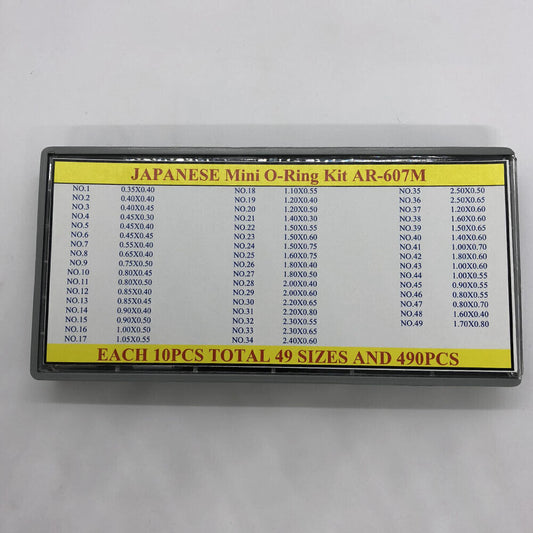 JAPANESE Mini O-Ring Kit AR-607M
NO.1 0.35X0.40
NO.2 0.40X0.40
NO.3 0.40X0.45
NO.4 0.45X0.30
NO.5 0.45X0.40
NO.6 0.45X0.45
NO.7 0.55X0.40
NO.8 0.65X0.40
NO.9 0.75X0.50
NO.10 0.80X0.45
NO.11 0.80X0.50
NO.12 0.85X0.40
NO.13 0.85X0.45
NO.14 0.90X0.40
NO.15 0.90X0.50
NO.16 1.00X0.50
NO.17 1.05X0.55
NO.18 1.10X0.55
NO.19 1.20X0.40
NO.20 1.20X0.50
NO.21 1.40X0.30
NO.22 1.50X0.50
NO.23 1.50X0.55
NO.24 1.50X0.75
NO.25 1.60X0.75
NO.26 1.80X0.40
NO.27 1.80X0.50
NO.28 2.00X0.40
NO.29 2.00X0.60
NO.30 2.20X0.65
NO.31 2.80X0.80
NO.32 2.30X0.55
NO.33 2.30X0.65
NO.34 2.40X0.60
NO.35 2.50X0.50
NO.36 2.50X0.65
NO.37 1.20X0.60
NO.38 1.60X0.60
NO.39 1.50X0.65
NO.40 1.40X0.60
NO.41 1.00X0.70
NO.42 1.80X0.60
NO.43 1.00X0.60
NO.44 1.00X0.55
NO.45 0.90X0.55
NO.46 0.80X0.55
NO.47 0.80X0.70
NO.48 1.60X0.40
NO.49 1.70X0.80
EACH 10PCS TOTAL 49 SIZES AND 490PCS